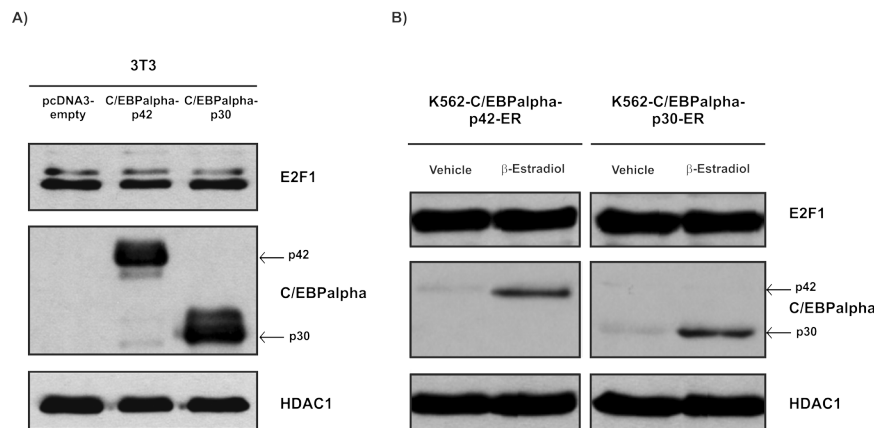 A)
3T3
pcDNA3- C/EBPalpha- C/EBPalpha-
empty p42 p30
E2F1
p42
C/EBPalpha
p30
HDAC1
B)
K562-C/EBPalpha- K562-C/EBPalpha-
p42-ER p30-ER
Vehicle β-Estradiol Vehicle β-Estradiol
E2F1
p42
C/EBPalpha
p30
HDAC1